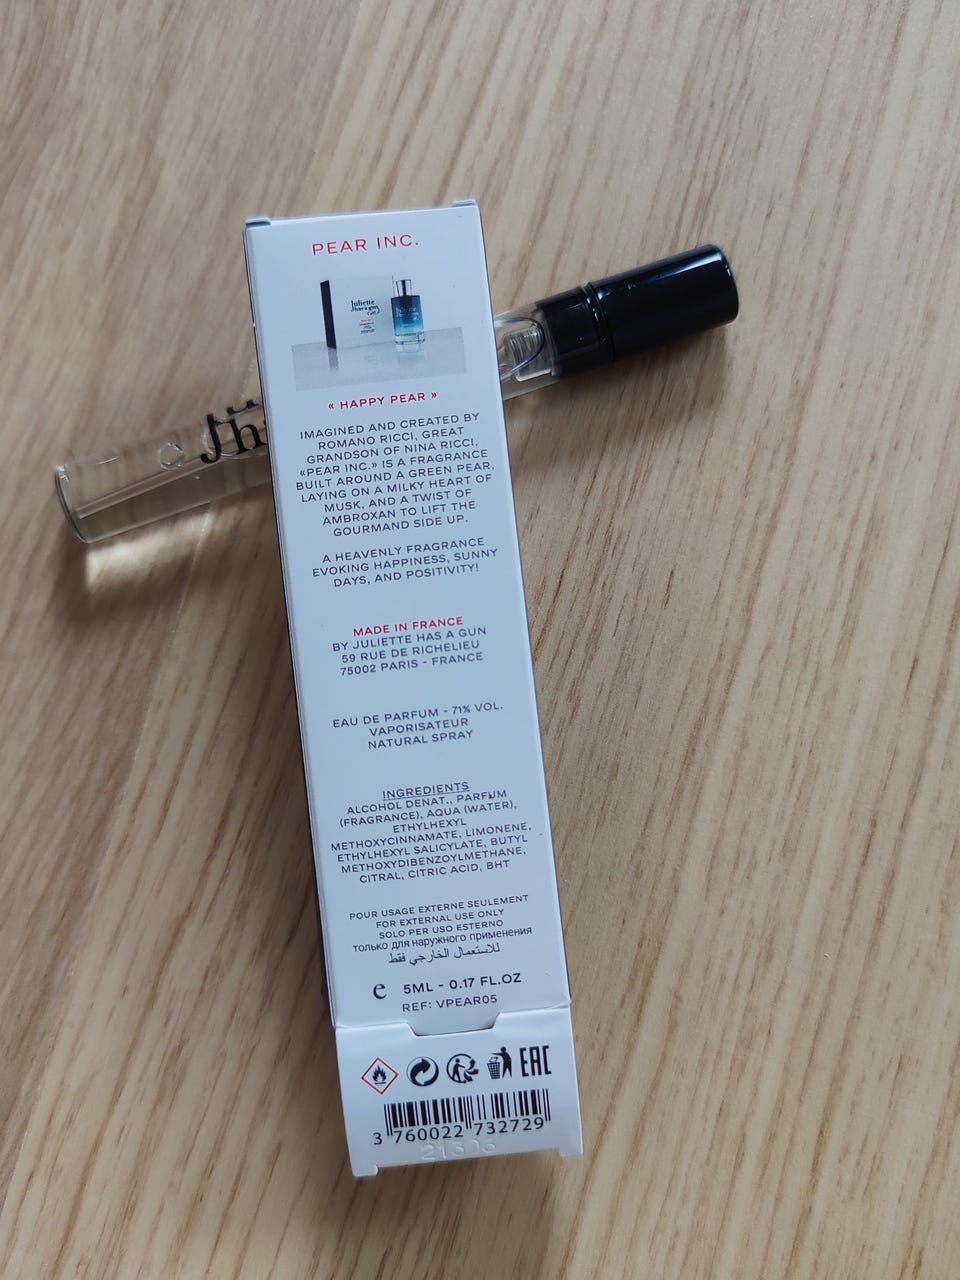 PEAR INC.
Juliette
has a gun
« HAPPY PEAR »
IMAGINED AND CREATED BY
ROMANO RICCI, GREAT
GRANDSON OF NINA RICCI,
«PEAR INC.» IS A FRAGRANCE
BUILT AROUND A GREEN PEAR,
LAYING ON A MILKY HEART OF
MUSK, AND A TWIST OF
AMBROXAN TO LIFT THE
GOURMAND SIDE UP.
A HEAVENLY FRAGRANCE
EVOKING HAPPINESS, SUNNY
DAYS, AND POSITIVITY!
MADE IN FRANCE
BY JULIETTE HAS A GUN
59 RUE DE RICHELIEU
75002 PARIS - FRANCE
EAU DE PARFUM - 71% VOL.
VAPORISATEUR
NATURAL SPRAY
INGREDIENTS
ALCOHOL DENAT., PARFUM
(FRAGRANCE), AQUA (WATER),
ETHYLHEXYL
METHOXYCINNAMATE, LIMONENE,
ETHYLHEXYL SALICYLATE, BUTYL
METHOXYDIBENZOYLMETHANE,
CITRAL, CITRIC ACID, BHT
POUR USAGE EXTERNE SEULEMENT
FOR EXTERNAL USE ONLY
SOLO PER USO ESTERNO
только для наружного применения
للاستعمال الخارجي فقط
e 5ML - 0.17 FL.OZ
REF: VPEAR05
EAC
3 760022 732729